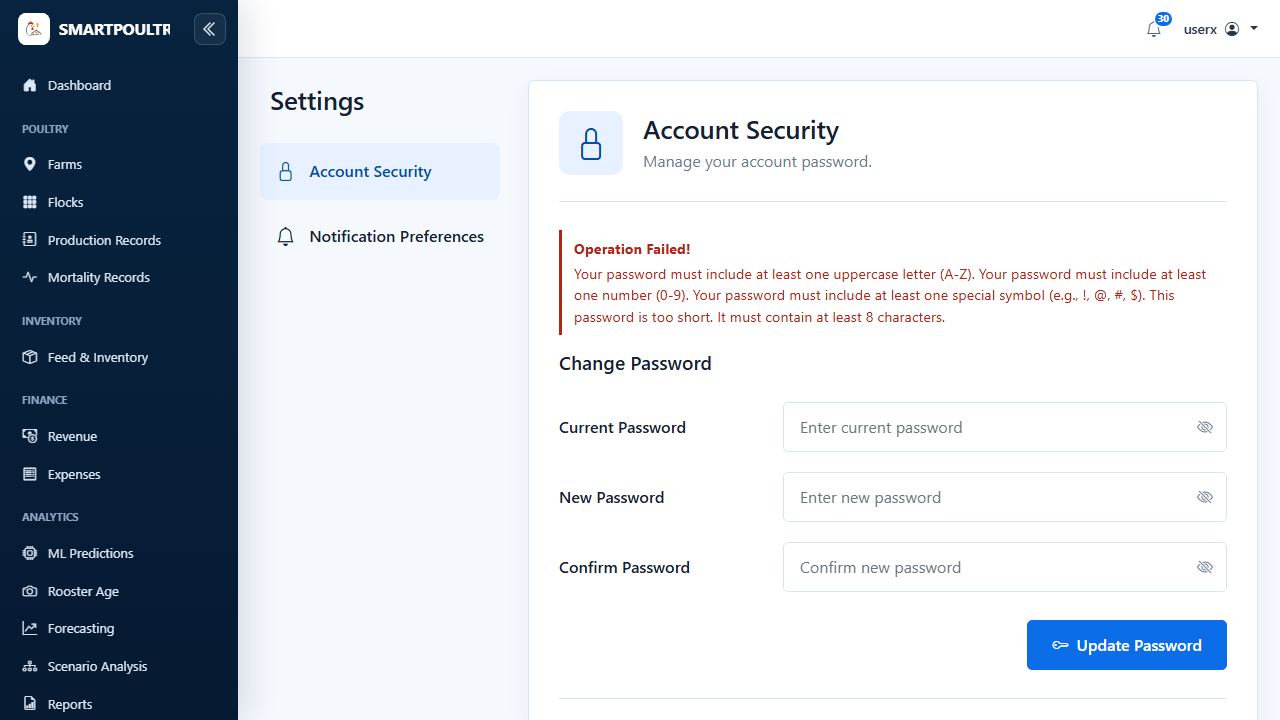 SMARTPOULTR
30
userx
Dashboard
POULTRY
Farms
Flocks
Production Records
Mortality Records
INVENTORY
Feed & Inventory
FINANCE
Revenue
Expenses
ANALYTICS
ML Predictions
Rooster Age
Forecasting
Scenario Analysis
Reports
Settings
Account Security
Notification Preferences
Account Security
Manage your account password.
Operation Failed!
Your password must include at least one uppercase letter (A-Z). Your password must include at least
one number (0-9). Your password must include at least one special symbol (e.g., !, @, #, $). This
password is too short. It must contain at least 8 characters.
Change Password
Current Password
Enter current password
New Password
Enter new password
Confirm Password
Confirm new password
Update Password